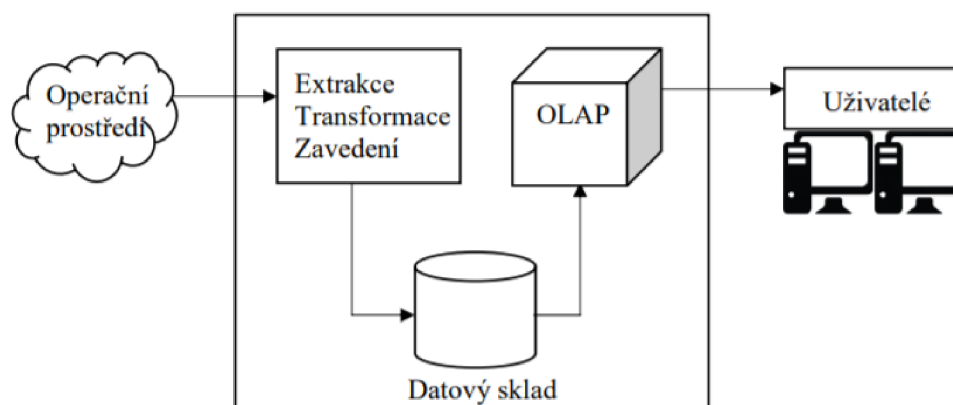 Operační
prostředí
Extrakce
Transformace
Zavedení
OLAP
Uživatelé
Datový sklad